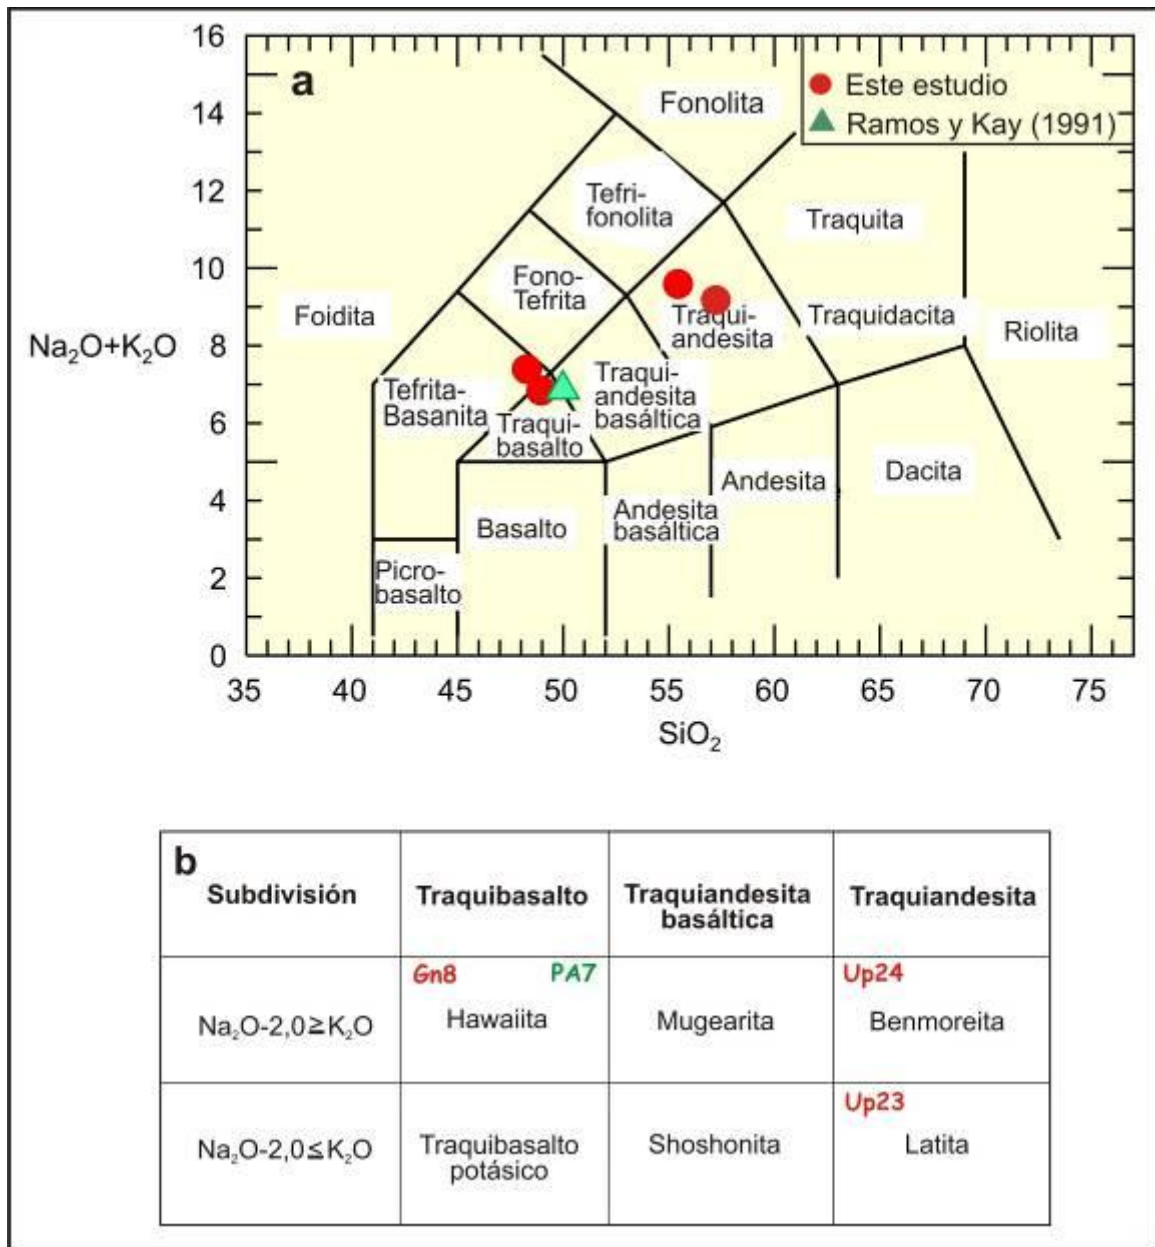 16
a
Este estudio
Ramos y Kay (1991)
14
Fonolita
12
Tefri-
fonolita
Traquita
10
Fono-
Tefrita
Foidita
Traqui-
andesita
Traquidacita
Riolita
Na₂O+K₂O
8
Tefrita-
Basanita
Traqui-
andesita
basáltica
6
Traqui-
basalto
Andesita
Dacita
4
Basalto
Andesita
basáltica
2
Picro-
basalto
0
35 40 45 50 55 60 65 70 75
SiO₂
b
Subdivisión Traquibasalto Traquiandesita
basáltica Traquiandesita
Gn8 PA7 Up24
Na₂O-2,0≧K₂O Hawaiita Mugearita Benmoreita
Up23
Na₂O-2,0≦K₂O Traquibasalto
potásico Shoshonita Latita